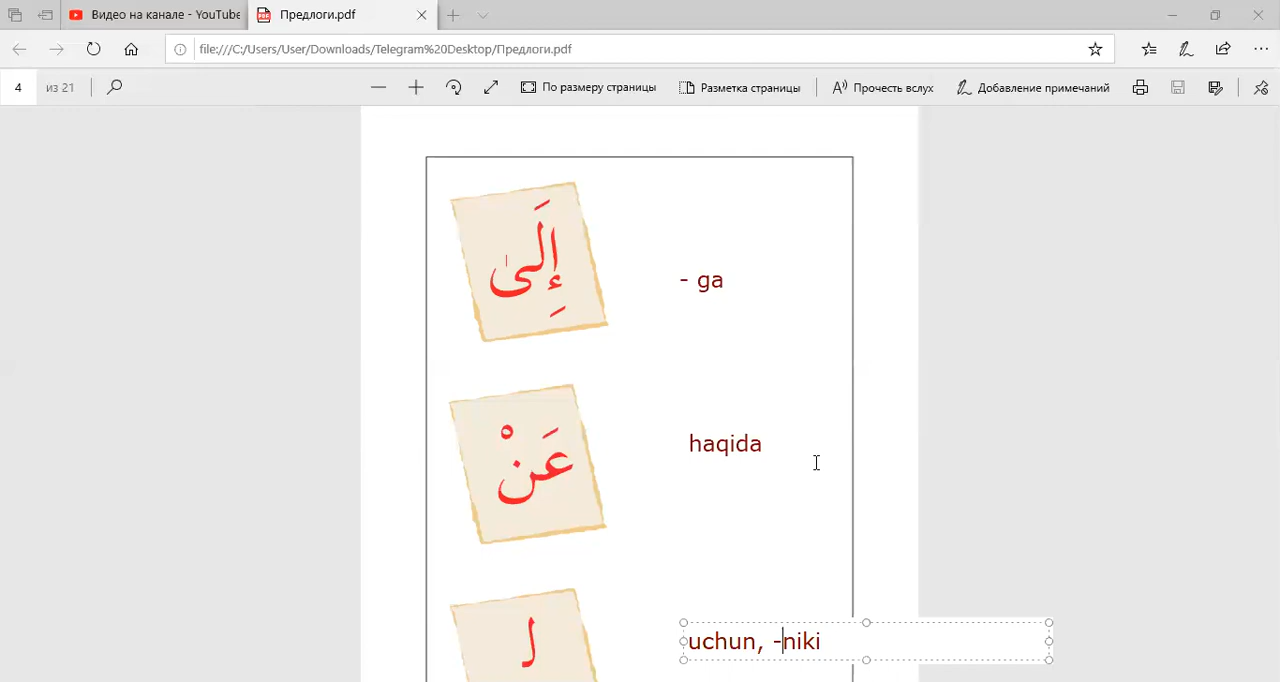 Видео на канале - YouTube
Предлоги.pdf
file:///C:/Users/User/Downloads/Telegram%20Desktop/Предлоги.pdf
4 из 21
По размеру страницы
Разметка страницы
Прочесть вслух
Добавление примечаний
إِلَىٰ
- ga
عَنْ
haqida
لـ
uchun, -niki